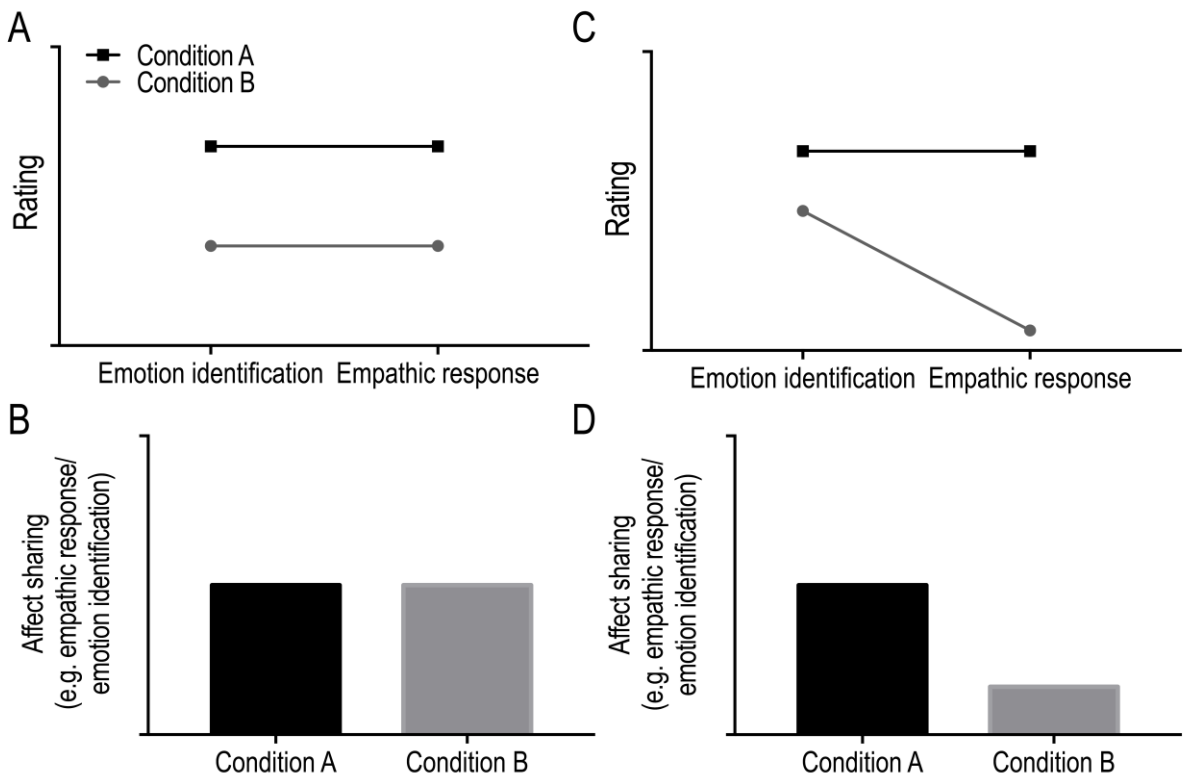 A
Condition A
Condition B
Rating
Emotion identification
Empathic response
B
Affect sharing
(e.g. empathic response/
emotion identification)
Condition A
Condition B
C
Rating
Emotion identification
Empathic response
D
Affect sharing
(e.g. empathic response/
emotion identification)
Condition A
Condition B